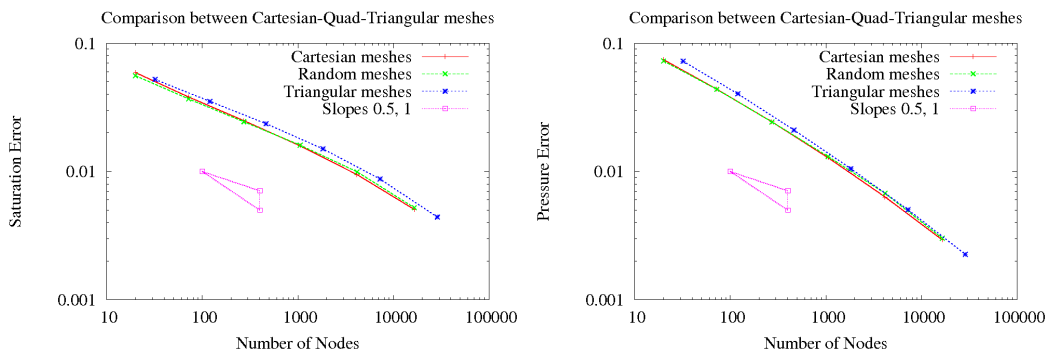 Comparison between Cartesian-Quad-Triangular meshes
0.1
0.01
0.001
10
100
1000
10000
100000
Saturation Error
Number of Nodes
Cartesian meshes
Random meshes
Triangular meshes
Slopes 0.5, 1
Comparison between Cartesian-Quad-Triangular meshes
0.1
0.01
0.001
10
100
1000
10000
100000
Pressure Error
Number of Nodes
Cartesian meshes
Random meshes
Triangular meshes
Slopes 0.5, 1